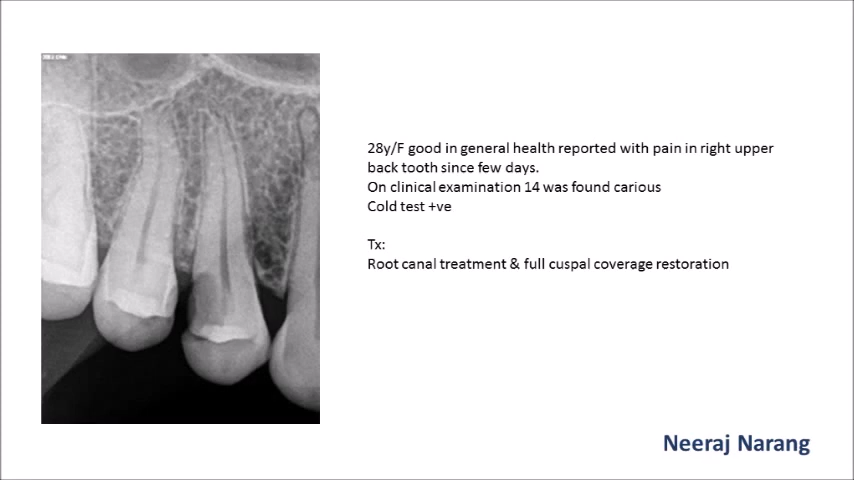 28y/F good in general health reported with pain in right upper
back tooth since few days.
On clinical examination 14 was found carious
Cold test +ve
Tx:
Root canal treatment & full cuspal coverage restoration
Neeraj Narang